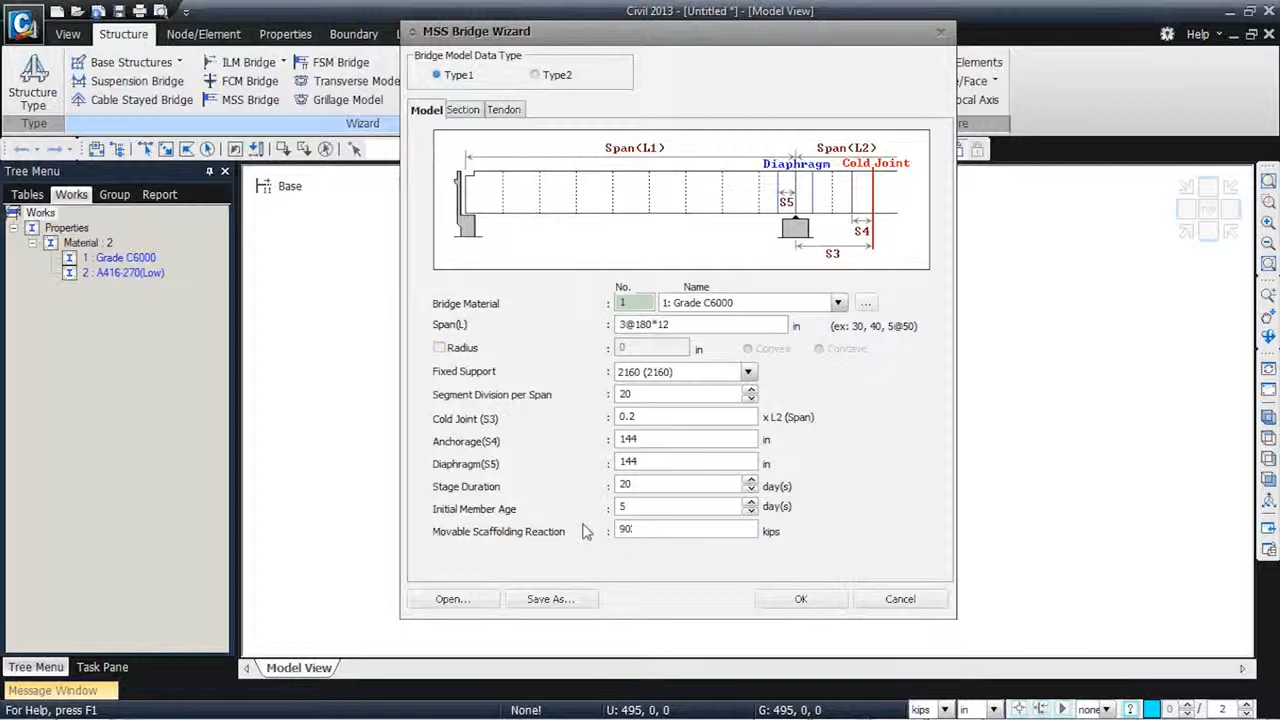 Civil 2013 - [Untitled *] - [Model View]
View Structure Node/Element Properties Boundary Help
Structure Type
Base Structures
Suspension Bridge
Cable Stayed Bridge
ILM Bridge
FCM Bridge
MSS Bridge
FSM Bridge
Transverse Mode
Grillage Model
Elements
ce/Face
ocal Axis
Type Wizard re
Tree Menu
Tables Works Group Report
Works
Properties
Material : 2
1 : Grade C6000
2 : A416-270(Low)
Base
MSS Bridge Wizard
Bridge Model Data Type
Type1 Type2
Model Section Tendon
Span(L1) Span(L2)
Diaphragm Cold Joint
S5
S4
S3
No. Name
Bridge Material : 1 1: Grade C6000 ...
Span(L) : 3@180*12 in (ex: 30, 40, 5@50)
Radius : 0 in Convex Concave
Fixed Support : 2160 (2160)
Segment Division per Span : 20
Cold Joint (S3) : 0.2 x L2 (Span)
Anchorage(S4) : 144 in
Diaphragm(S5) : 144 in
Stage Duration : 20 day(s)
Initial Member Age : 5 day(s)
Movable Scaffolding Reaction : 90 kips
Open... Save As... OK Cancel
Tree Menu Task Pane
Model View
Message Window
For Help, press F1 None! U: 495, 0, 0 G: 495, 0, 0 kips in none 0 / 2